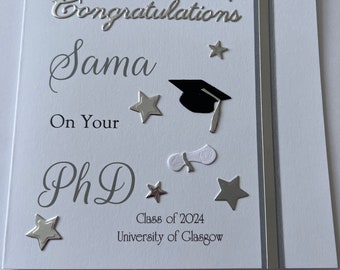 Congratulations
Sama
On Your
PhD
Class of 2024
University of Glasgow